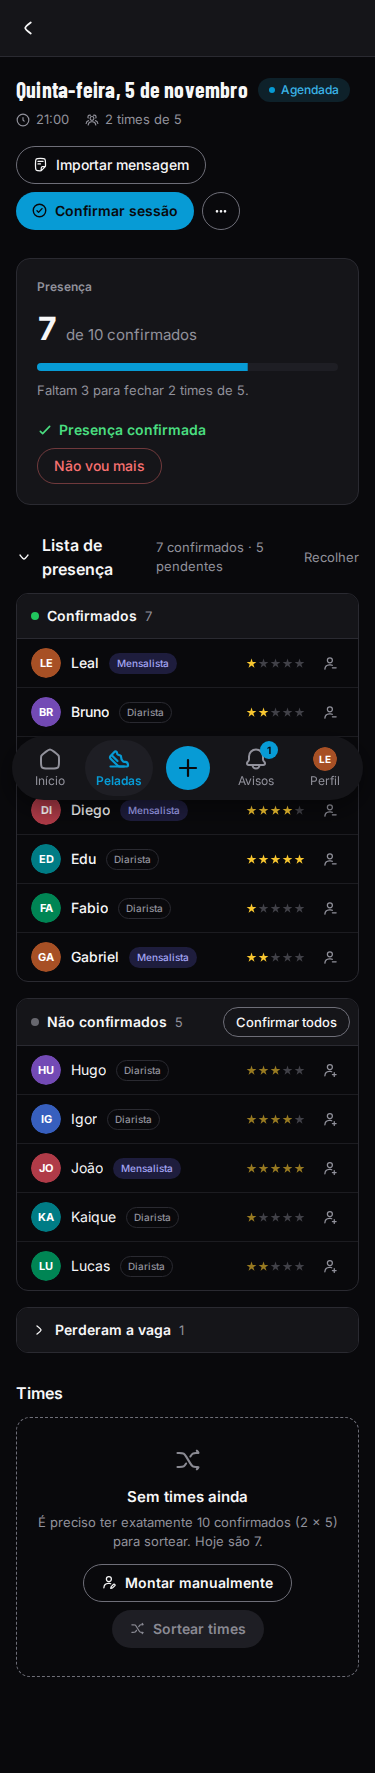 Quinta-feira, 5 de novembro Agendada
21:00 2 times de 5
Importar mensagem
Confirmar sessão
Presença
7 de 10 confirmados
Faltam 3 para fechar 2 times de 5.
Presença confirmada
Não vou mais
Lista de presença
7 confirmados · 5 pendentes
Recolher
Confirmados 7
LE Leal Mensalista
BR Bruno Diarista
Início
Peladas
1
Avisos
LE
Perfil
DI Diego Mensalista
ED Edu Diarista
FA Fabio Diarista
GA Gabriel Mensalista
Não confirmados 5 Confirmar todos
HU Hugo Diarista
IG Igor Diarista
JO João Mensalista
KA Kaique Diarista
LU Lucas Diarista
Perderam a vaga 1
Times
Sem times ainda
É preciso ter exatamente 10 confirmados (2 × 5)
para sortear. Hoje são 7.
Montar manualmente
Sortear times